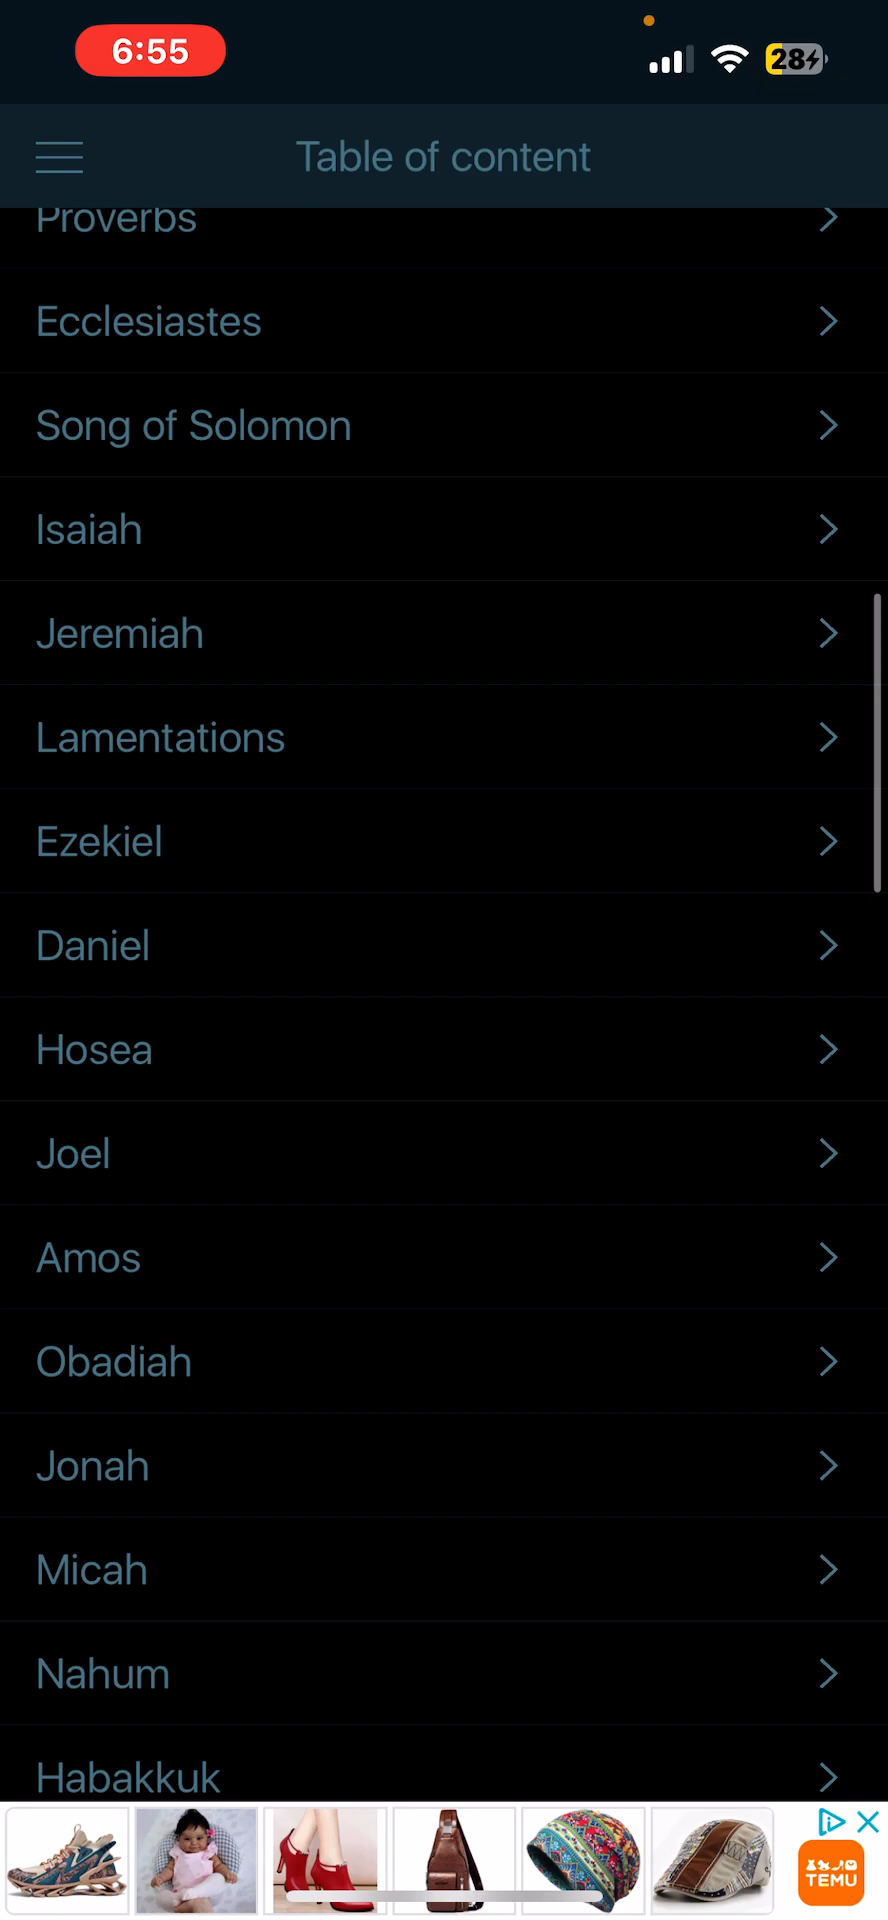 6:55
28
Table of content
Proverbs
Ecclesiastes
Song of Solomon
Isaiah
Jeremiah
Lamentations
Ezekiel
Daniel
Hosea
Joel
Amos
Obadiah
Jonah
Micah
Nahum
Habakkuk
TEMU